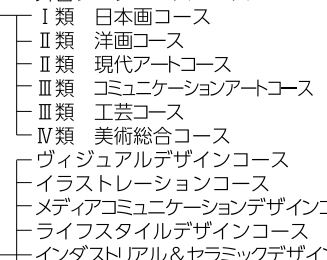 Ⅰ類 日本画コース
Ⅱ類 洋画コース
Ⅱ類 現代アートコース
Ⅲ類 コミュニケーションアートコース
Ⅲ類 工芸コース
Ⅳ類 美術総合コース
ヴィジュアルデザインコース
イラストレーションコース
メディアコミュニケーションデザインコ
ライフスタイルデザインコース
インダストリアル＆セラミックデザイン